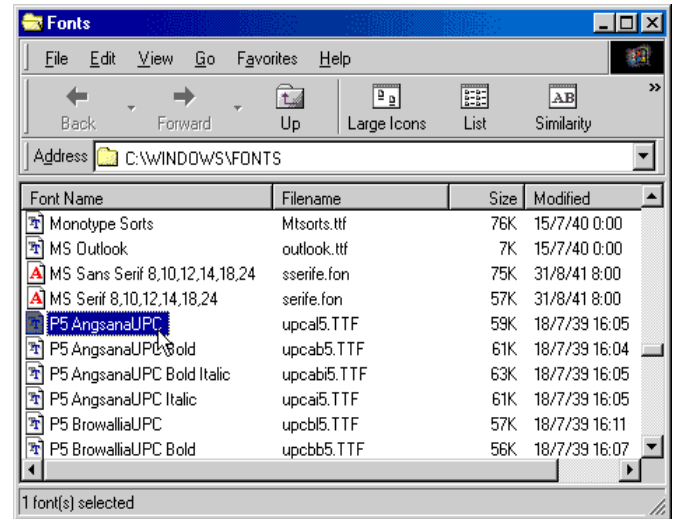 Fonts
File Edit View Go Favorites Help
Back Forward Up Large Icons List Similarity »
Address C:\WINDOWS\FONTS
Font Name Filename Size Modified
Monotype Sorts Mtsorts.ttf 76K 15/7/40 0:00
MS Outlook outlook.ttf 7K 15/7/40 0:00
MS Sans Serif 8,10,12,14,18,24 sserife.fon 75K 31/8/41 8:00
MS Serif 8,10,12,14,18,24 serife.fon 57K 31/8/41 8:00
P5 AngsanaUPC upcal5.TTF 59K 18/7/39 16:05
P5 AngsanaUPC Bold upcab5.TTF 61K 18/7/39 16:04
P5 AngsanaUPC Bold Italic upcabi5.TTF 63K 18/7/39 16:05
P5 AngsanaUPC Italic upcai5.TTF 61K 18/7/39 16:05
P5 BrowalliaUPC upcbl5.TTF 57K 18/7/39 16:11
P5 BrowalliaUPC Bold upcbb5.TTF 56K 18/7/39 16:07
1 font(s) selected